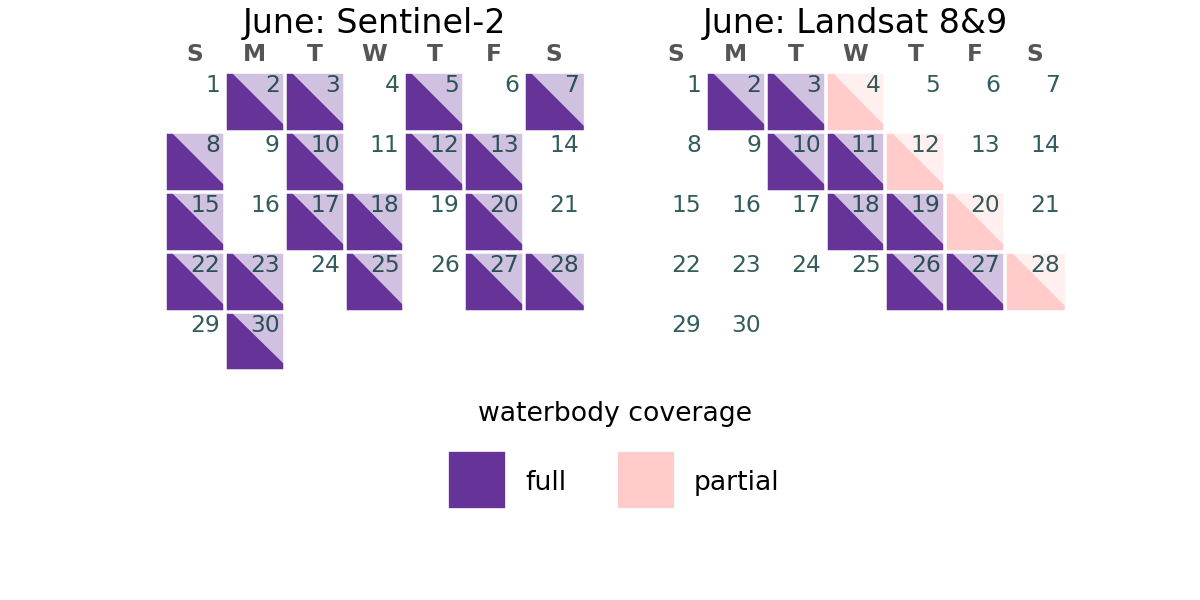 June: Sentinel-2
S M T W T F S
1 2 3 4 5 6 7
8 9 10 11 12 13 14
15 16 17 18 19 20 21
22 23 24 25 26 27 28
29 30
June: Landsat 8&9
S M T W T F S
1 2 3 4 5 6 7
8 9 10 11 12 13 14
15 16 17 18 19 20 21
22 23 24 25 26 27 28
29 30
waterbody coverage
full
partial